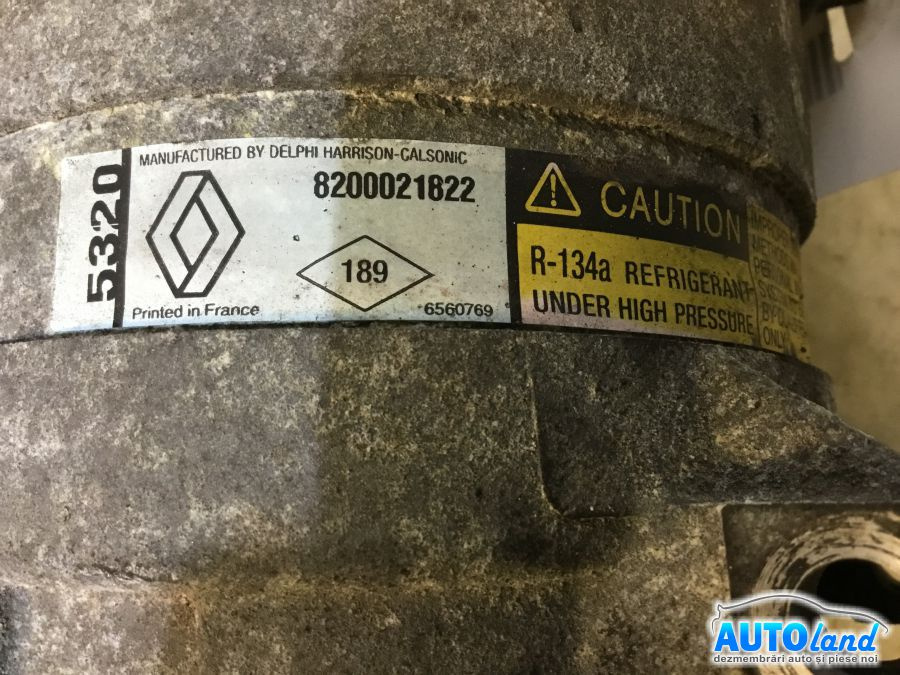 5320
MANUFACTURED BY DELPHI HARRISON-CALSONIC
8200021822
189
Printed in France
6560769
CAUTION
R-134a REFRIGERANT
UNDER HIGH PRESSURE
ONLY
AUTOland
dezmembrări auto și piese noi